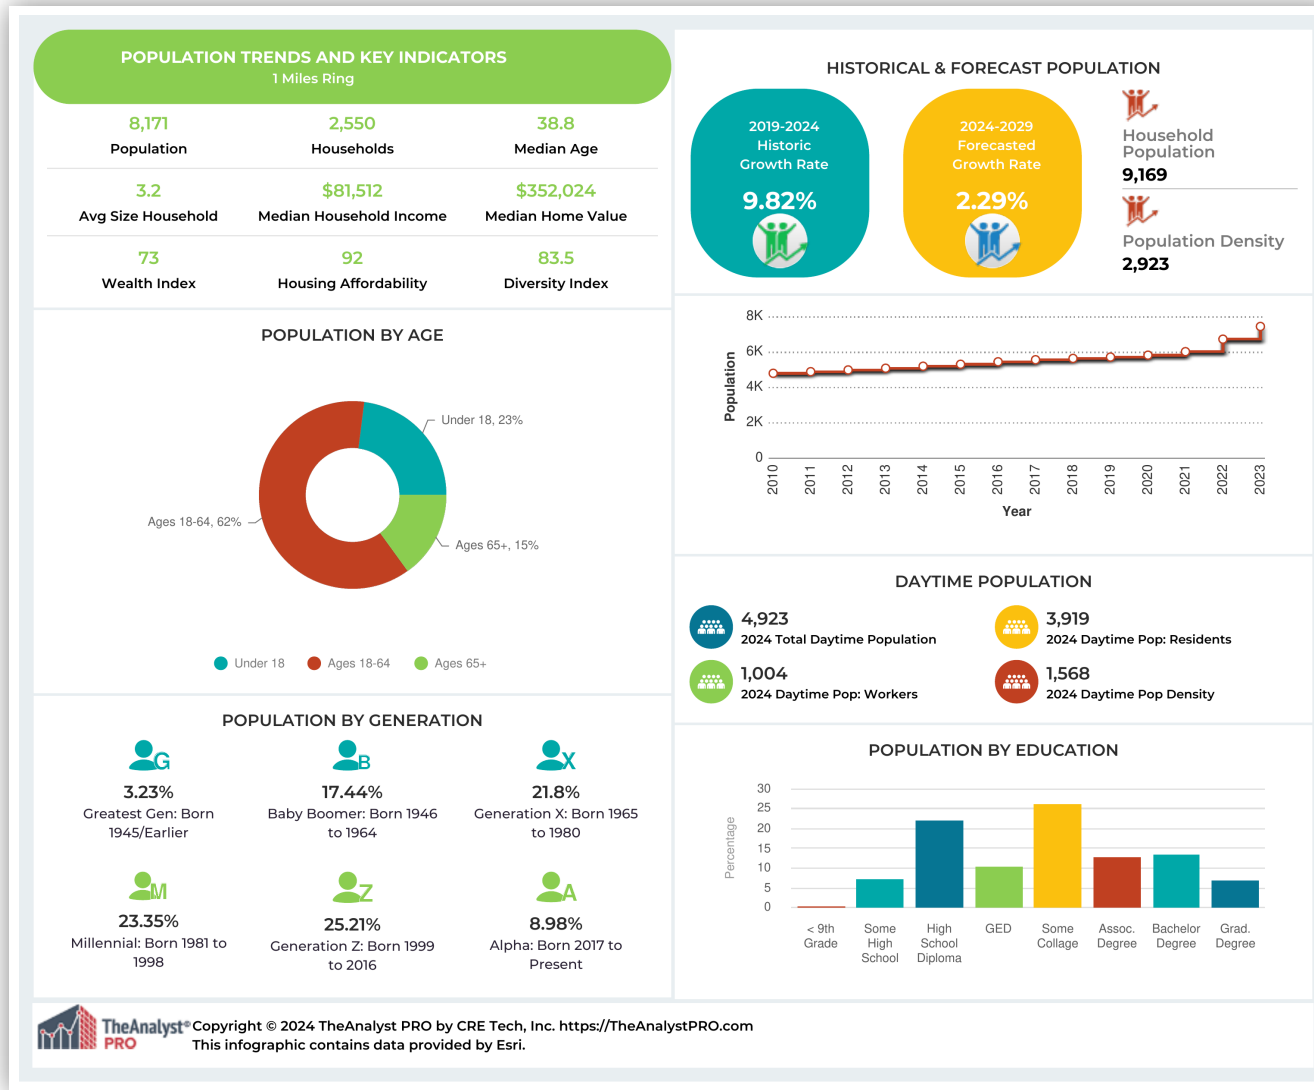 POPULATION TRENDS AND KEY INDICATORS
1 Miles Ring
8,171
Population
2,550
Households
38.8
Median Age
3.2
Avg Size Household
$81,512
Median Household Income
$352,024
Median Home Value
73
Wealth Index
92
Housing Affordability
83.5
Diversity Index
POPULATION BY AGE
Under 18, 23%
Ages 18-64, 62%
Ages 65+, 15%
Under 18
Ages 18-64
Ages 65+
POPULATION BY GENERATION
G
3.23%
Greatest Gen: Born
1945/Earlier
B
17.44%
Baby Boomer: Born 1946
to 1964
X
21.8%
Generation X: Born 1965
to 1980
M
23.35%
Millennial: Born 1981 to
1998
Z
25.21%
Generation Z: Born 1999
to 2016
A
8.98%
Alpha: Born 2017 to
Present
HISTORICAL & FORECAST POPULATION
2019-2024
Historic
Growth Rate
9.82%
2024-2029
Forecasted
Growth Rate
2.29%
Household
Population
9,169
Population Density
2,923
8K
6K
4K
2K
0
Population
2010
2011
2012
2013
2014
2015
2016
2017
2018
2019
2020
2021
2022
2023
Year
DAYTIME POPULATION
4,923
2024 Total Daytime Population
3,919
2024 Daytime Pop: Residents
1,004
2024 Daytime Pop: Workers
1,568
2024 Daytime Pop Density
POPULATION BY EDUCATION
Percentage
30
25
20
15
10
5
0
< 9th
Grade
Some
High
School
High
School
Diploma
GED
Some
Collage
Assoc.
Degree
Bachelor
Degree
Grad.
Degree
TheAnalyst®
PRO
Copyright © 2024 TheAnalyst PRO by CRE Tech, Inc. https://TheAnalystPRO.com
This infographic contains data provided by Esri.